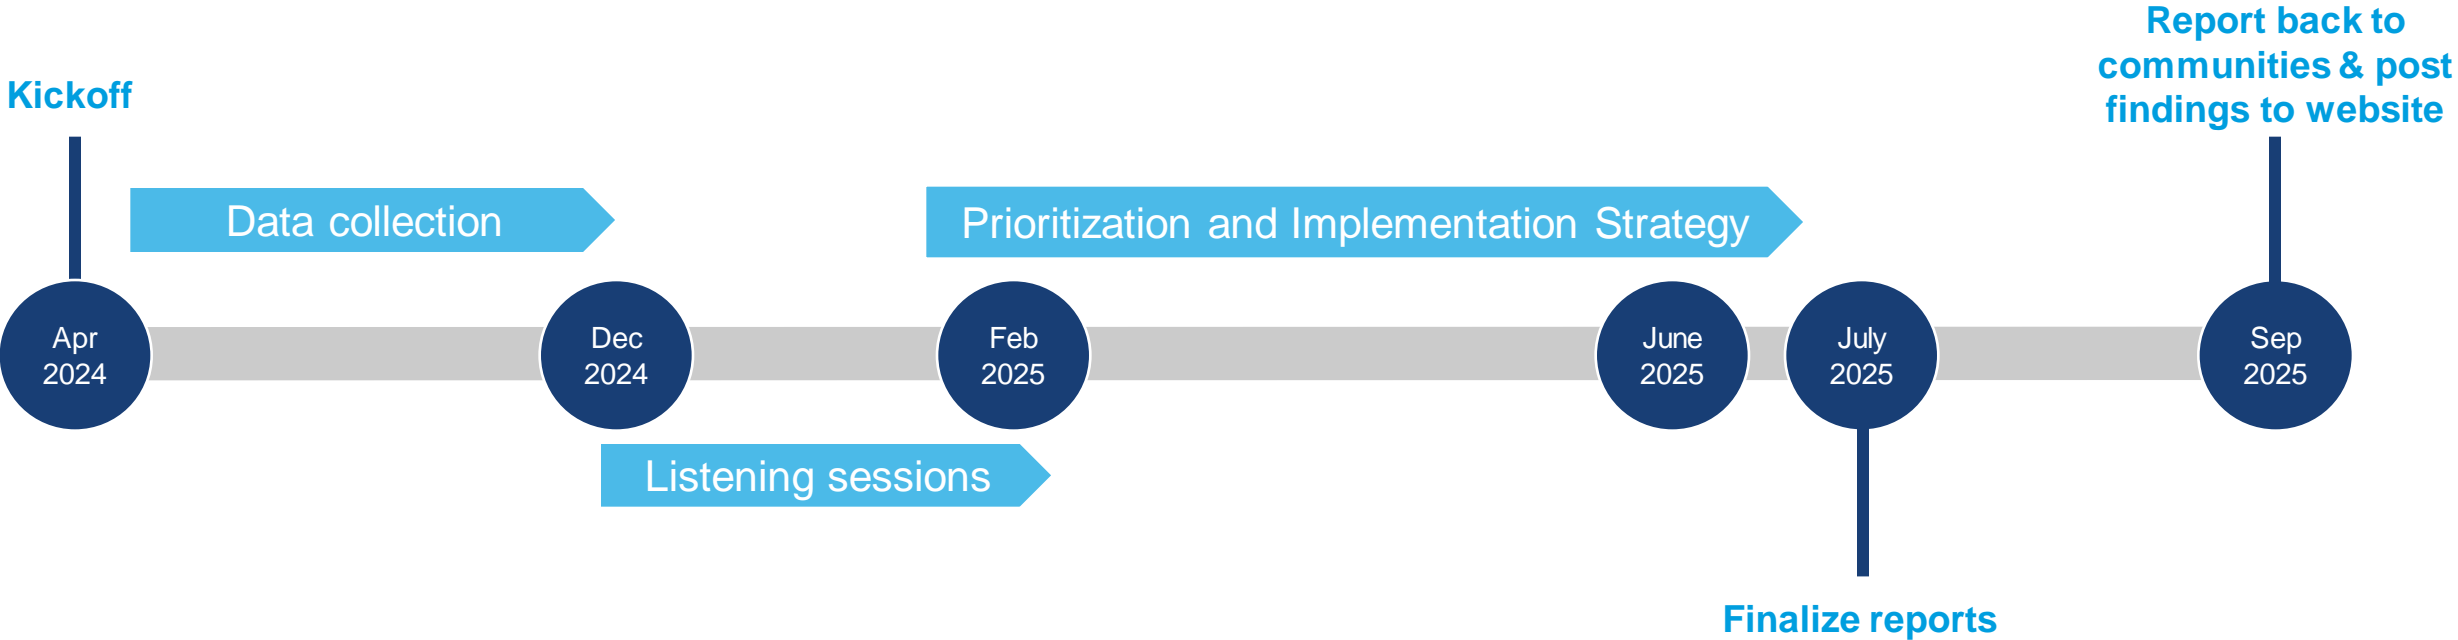 Report back to
communities & post
findings to website
Kickoff
Data collection
Prioritization and Implementation Strategy
Apr
2024
Dec
2024
Feb
2025
June
2025
July
2025
Sep
2025
Listening sessions
Finalize reports